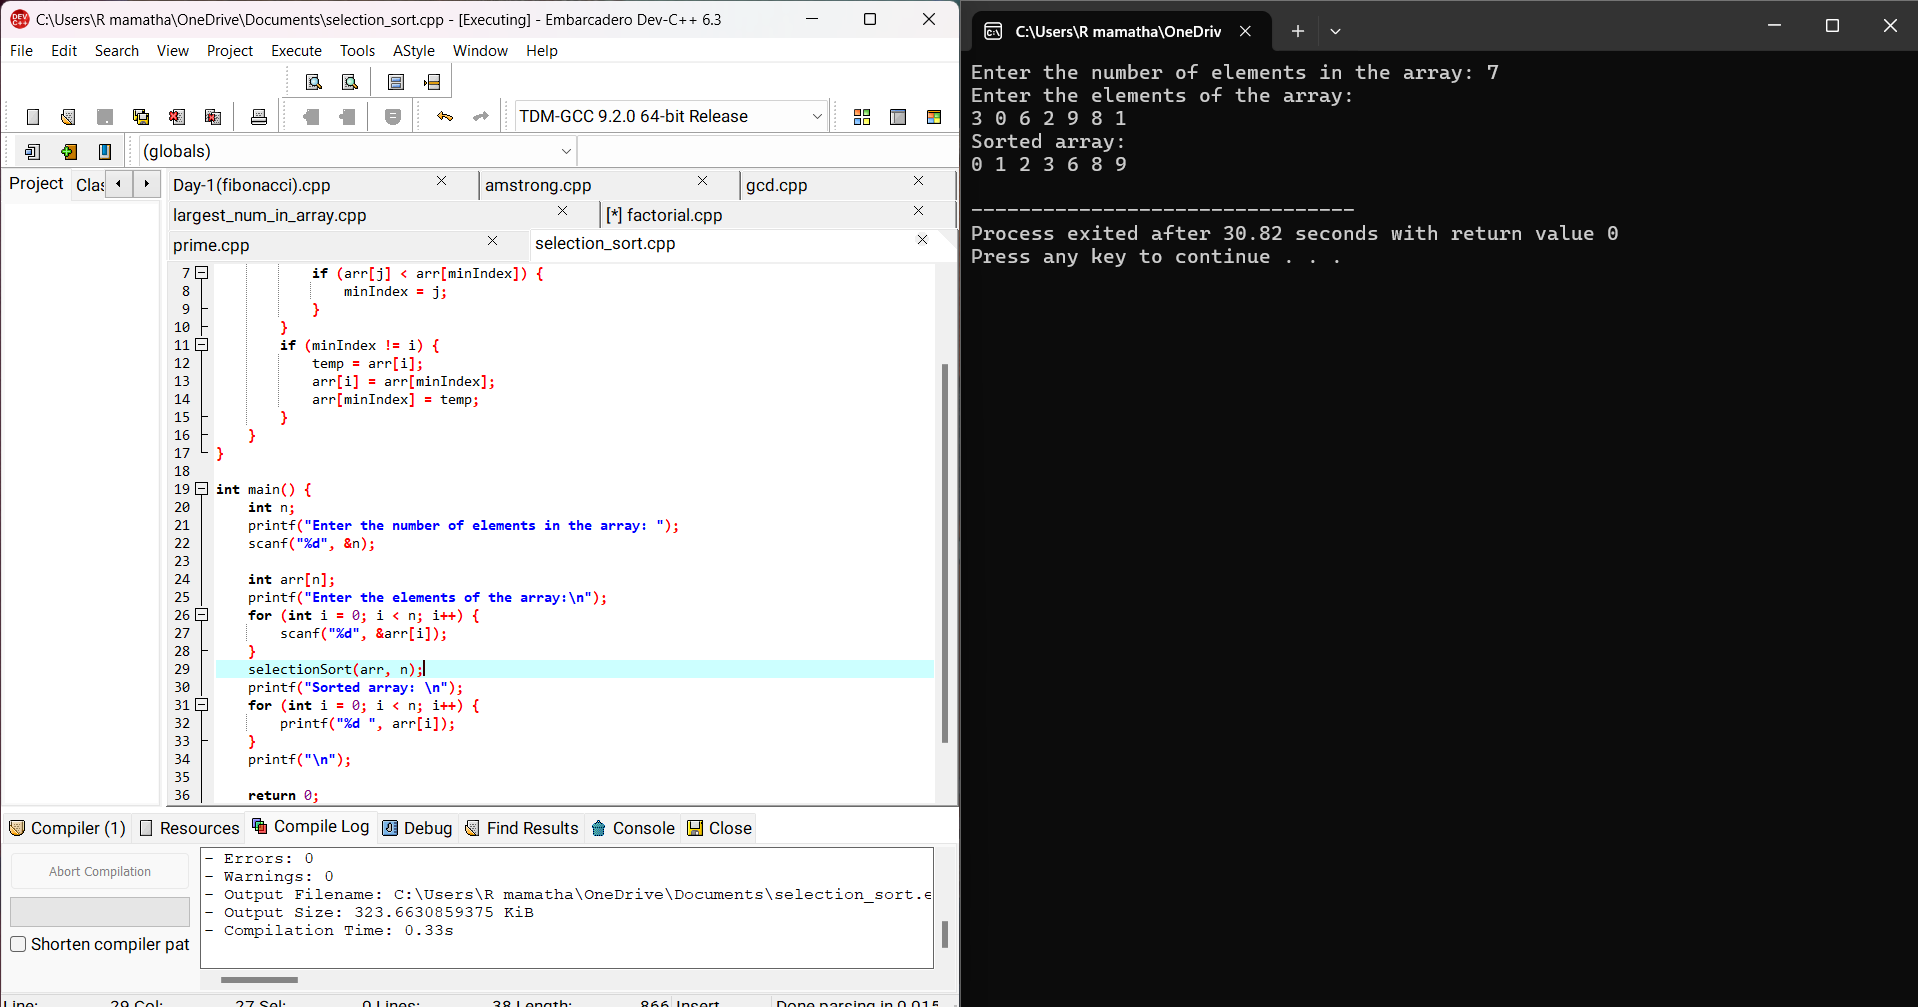 C:\Users\R mamatha\OneDrive\Documents\selection_sort.cpp - [Executing] - Embarcadero Dev-C++ 6.3
File Edit Search View Project Execute Tools AStyle Window Help
TDM-GCC 9.2.0 64-bit Release
(globals)
Project Clas
Day-1(fibonacci).cpp amstrong.cpp gcd.cpp
largest_num_in_array.cpp [*] factorial.cpp
prime.cpp selection_sort.cpp
7 if (arr[j] < arr[minIndex]) {
8 minIndex = j;
9 }
10 }
11 if (minIndex != i) {
12 temp = arr[i];
13 arr[i] = arr[minIndex];
14 arr[minIndex] = temp;
15 }
16 }
17 }
18
19 int main() {
20 int n;
21 printf("Enter the number of elements in the array: ");
22 scanf("%d", &n);
23
24 int arr[n];
25 printf("Enter the elements of the array:\n");
26 for (int i = 0; i < n; i++) {
27 scanf("%d", &arr[i]);
28 }
29 selectionSort(arr, n);
30 printf("Sorted array: \n");
31 for (int i = 0; i < n; i++) {
32 printf("%d ", arr[i]);
33 }
34 printf("\n");
35
36 return 0;
Compiler (1) Resources Compile Log Debug Find Results Console Close
Abort Compilation
Shorten compiler pat
- Errors: 0
- Warnings: 0
- Output Filename: C:\Users\R mamatha\OneDrive\Documents\selection_sort.e
- Output Size: 323.6630859375 KiB
- Compilation Time: 0.33s
Line: 29 Col: 27 Sel: 0 Lines: 38 Length: 866 Insert Done parsing in 0.015
C:\Users\R mamatha\OneDriv
Enter the number of elements in the array: 7
Enter the elements of the array:
3 0 6 2 9 8 1
Sorted array:
0 1 2 3 6 8 9
--------------------------------
Process exited after 30.82 seconds with return value 0
Press any key to continue . . .